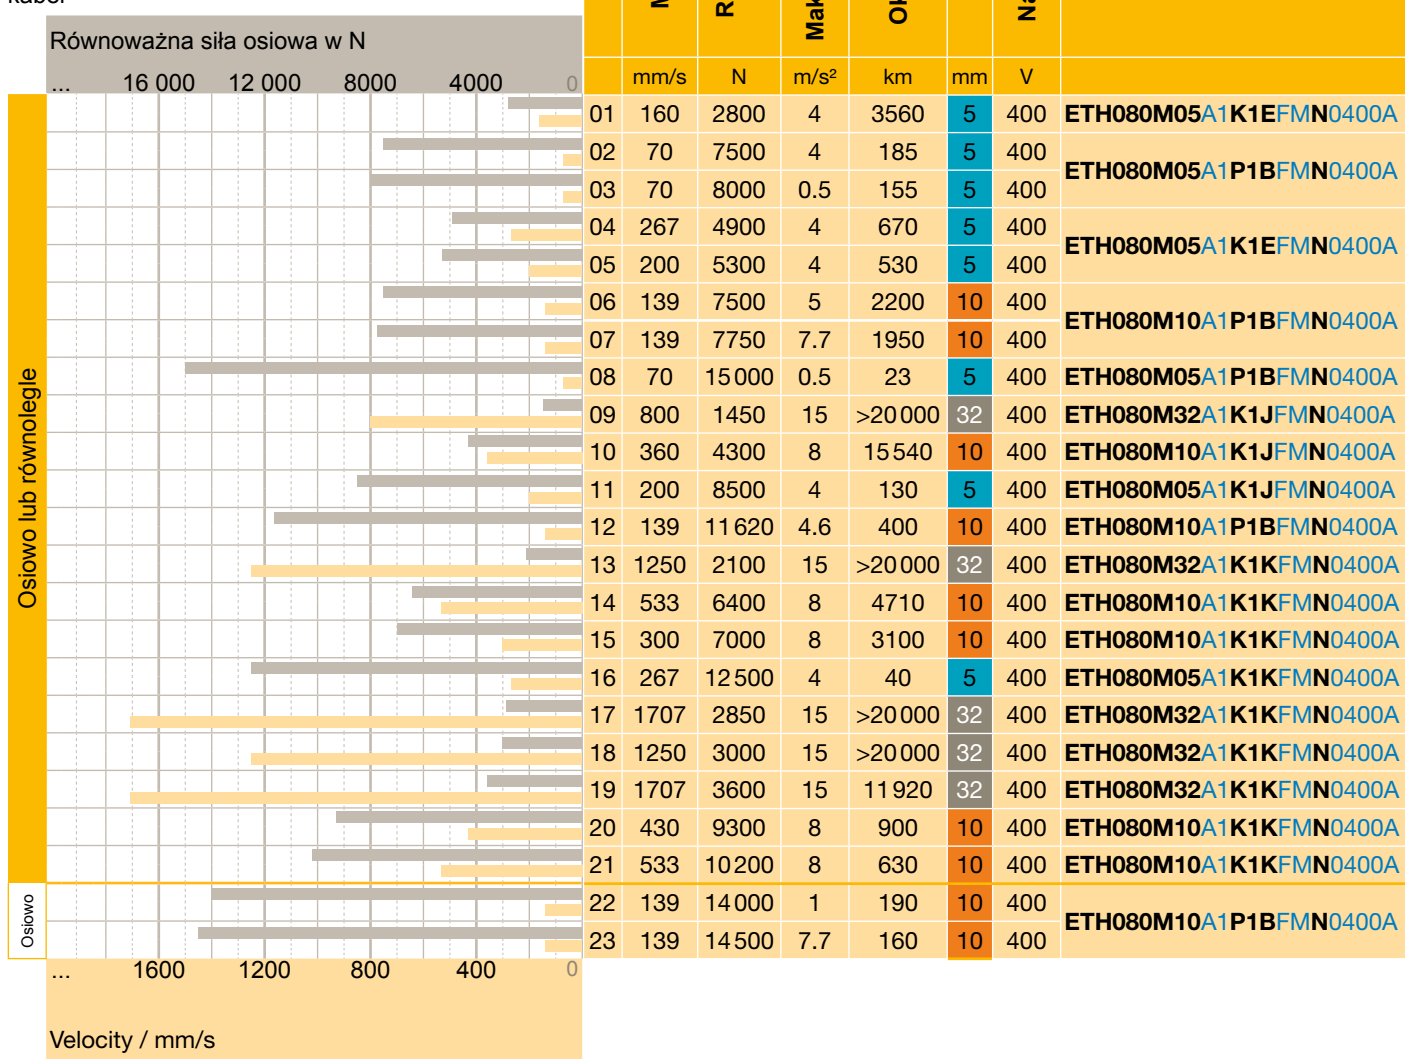 Równoważna siła osiowa w N
... 16 000 12 000 8000 4000 0
mm/s N m/s² km mm V
01 160 2800 4 3560 5 400 ETH080M05A1K1EFMN0400A
02 70 7500 4 185 5 400
ETH080M05A1P1BFMN0400A
03 70 8000 0.5 155 5 400
04 267 4900 4 670 5 400
ETH080M05A1K1EFMN0400A
05 200 5300 4 530 5 400
06 139 7500 5 2200 10 400
ETH080M10A1P1BFMN0400A
07 139 7750 7.7 1950 10 400
08 70 15 000 0.5 23 5 400 ETH080M05A1P1BFMN0400A
09 800 1450 15 >20 000 32 400 ETH080M32A1K1JFMN0400A
10 360 4300 8 15 540 10 400 ETH080M10A1K1JFMN0400A
11 200 8500 4 130 5 400 ETH080M05A1K1JFMN0400A
12 139 11 620 4.6 400 10 400 ETH080M10A1P1BFMN0400A
13 1250 2100 15 >20 000 32 400 ETH080M32A1K1KFMN0400A
14 533 6400 8 4710 10 400 ETH080M10A1K1KFMN0400A
15 300 7000 8 3100 10 400 ETH080M10A1K1KFMN0400A
16 267 12 500 4 40 5 400 ETH080M05A1K1KFMN0400A
17 1707 2850 15 >20 000 32 400 ETH080M32A1K1KFMN0400A
18 1250 3000 15 >20 000 32 400 ETH080M32A1K1KFMN0400A
19 1707 3600 15 11 920 32 400 ETH080M32A1K1KFMN0400A
20 430 9300 8 900 10 400 ETH080M10A1K1KFMN0400A
21 533 10 200 8 630 10 400 ETH080M10A1K1KFMN0400A
Osiowo lub równolegle
22 139 14 000 1 190 10 400
ETH080M10A1P1BFMN0400A
23 139 14 500 7.7 160 10 400
Osiowo
... 1600 1200 800 400 0
Velocity / mm/s